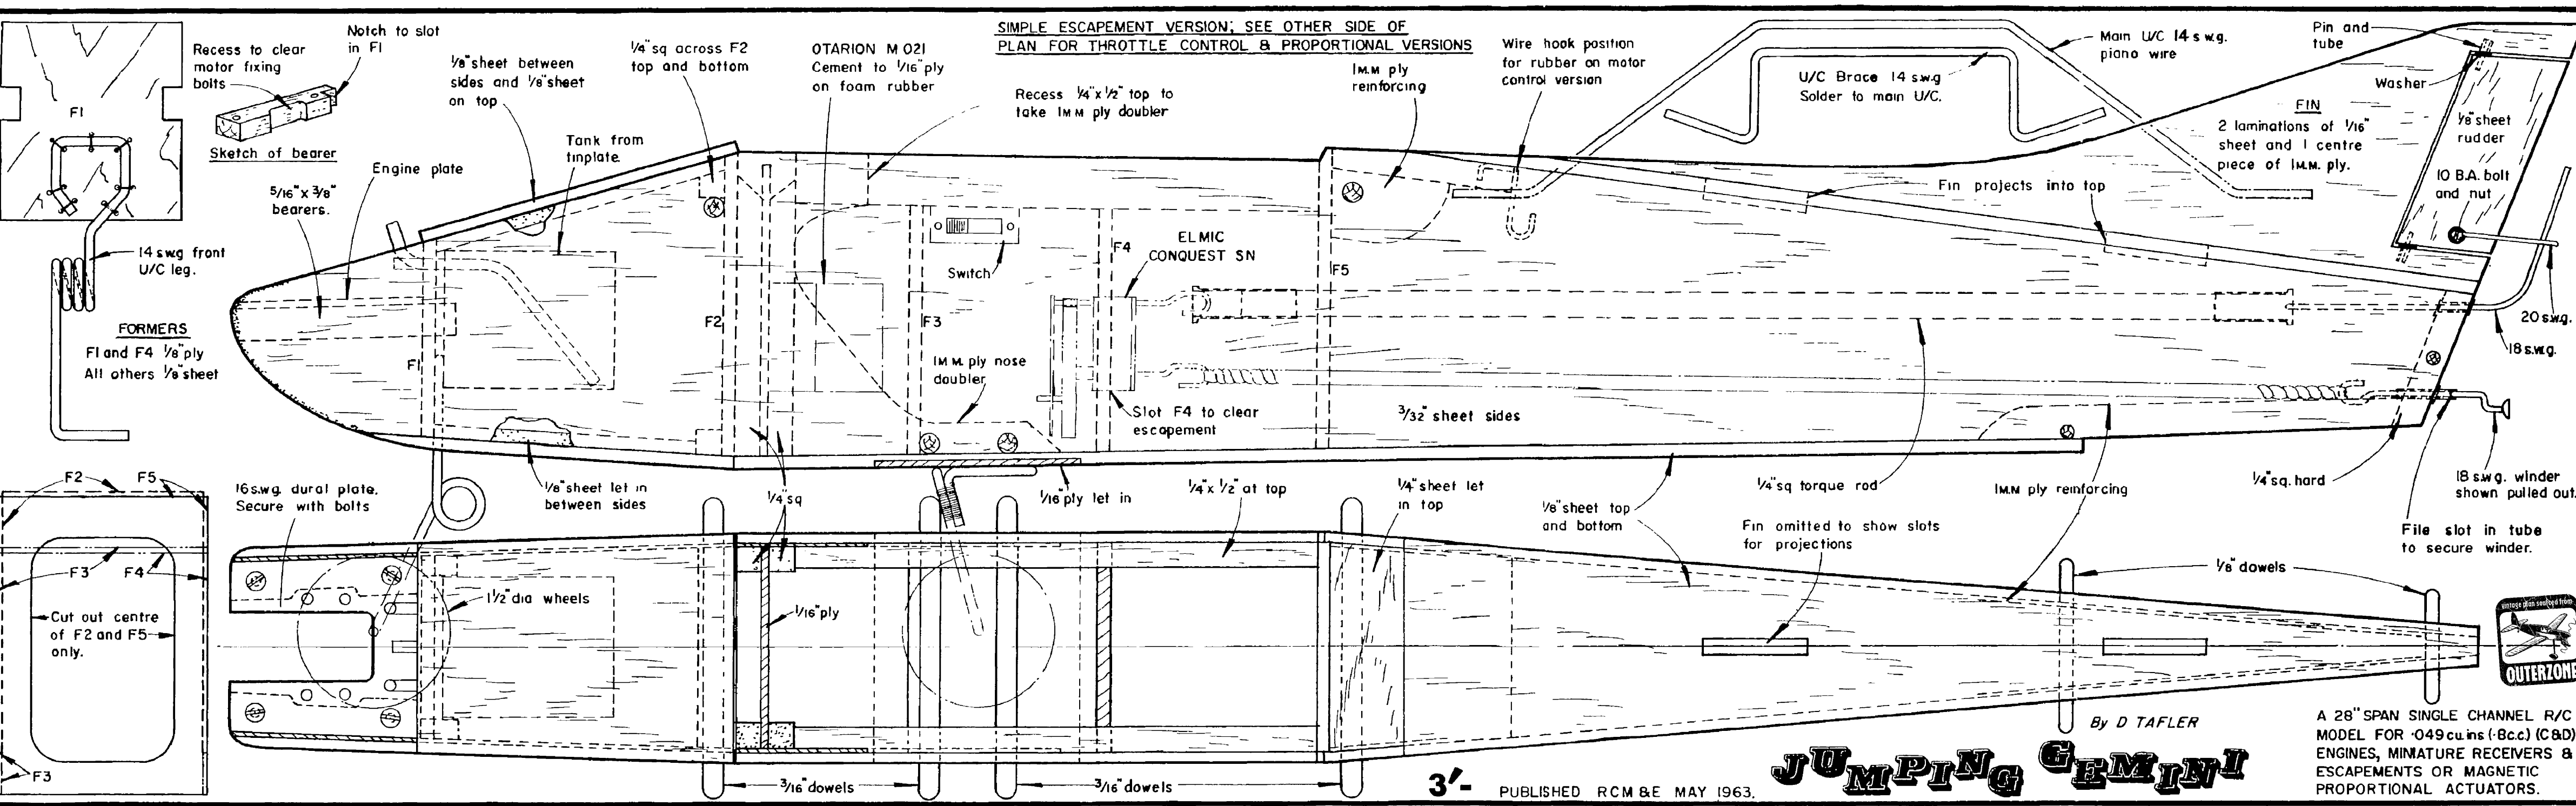 SIMPLE ESCAPEMENT VERSION; SEE OTHER SIDE OF
PLAN FOR THROTTLE CONTROL & PROPORTIONAL VERSIONS
F1
Recess to clear
motor fixing
bolts
Notch to slot
in F1
Sketch of bearer
1/8" sheet between
sides and 1/8" sheet
on top
1/4" sq across F2
top and bottom
OTARION M 021
Cement to 1/16" ply
on foam rubber
Recess 1/4" x 1/2" top to
take 1M.M ply doubler
1M.M ply
reinforcing
Wire hook position
for rubber on motor
control version
U/C Brace 14 s.w.g
Solder to main U/C.
Main U/C 14 s.w.g.
piano wire
Pin and
tube
Washer
FIN
2 laminations of 1/16"
sheet and 1 centre
piece of 1M.M. ply.
1/8" sheet
rudder
10 B.A. bolt
and nut
Fin projects into top
Tank from
tinplate.
Engine plate
5/16" x 3/8"
bearers.
14 swg front
U/C leg.
FORMERS
F1 and F4 1/8" ply
All others 1/8" sheet
F1
F2
F3
Switch
F4
ELMIC
CONQUEST SN
F5
1M.M. ply nose
doubler
Slot F4 to clear
escapement
3/32" sheet sides
20 s.w.g.
18 s.w.g.
F2
F5
F3
F4
Cut out centre
of F2 and F5
only.
F3
16 s.w.g. dural plate.
Secure with bolts
1/8" sheet let in
between sides
1/4" sq
1/16" ply let in
1/4" x 1/2" at top
1/4" sheet let
in top
1/8" sheet top
and bottom
1/4" sq torque rod
Fin omitted to show slots
for projections
1M.M ply reinforcing
1/4" sq. hard
18 s.w.g. winder
shown pulled out.
File slot in tube
to secure winder.
1/8" dowels
1 1/2" dia wheels
1/16" ply
3/16" dowels
3/16" dowels
3'-
PUBLISHED RCM & E MAY 1963.
By D TAFLER
JUMPING GEMINI
A 28" SPAN SINGLE CHANNEL R/C
MODEL FOR ·049 cu.ins (·8c.c) (C&D)
ENGINES, MINIATURE RECEIVERS &
ESCAPEMENTS OR MAGNETIC
PROPORTIONAL ACTUATORS.
OUTERZONE